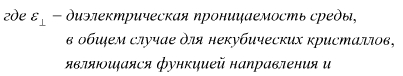 где ε⊥ – диэлектрическая проницаемость среды,
в общем случае для некубических кристаллов,
являющаяся функцией направления и